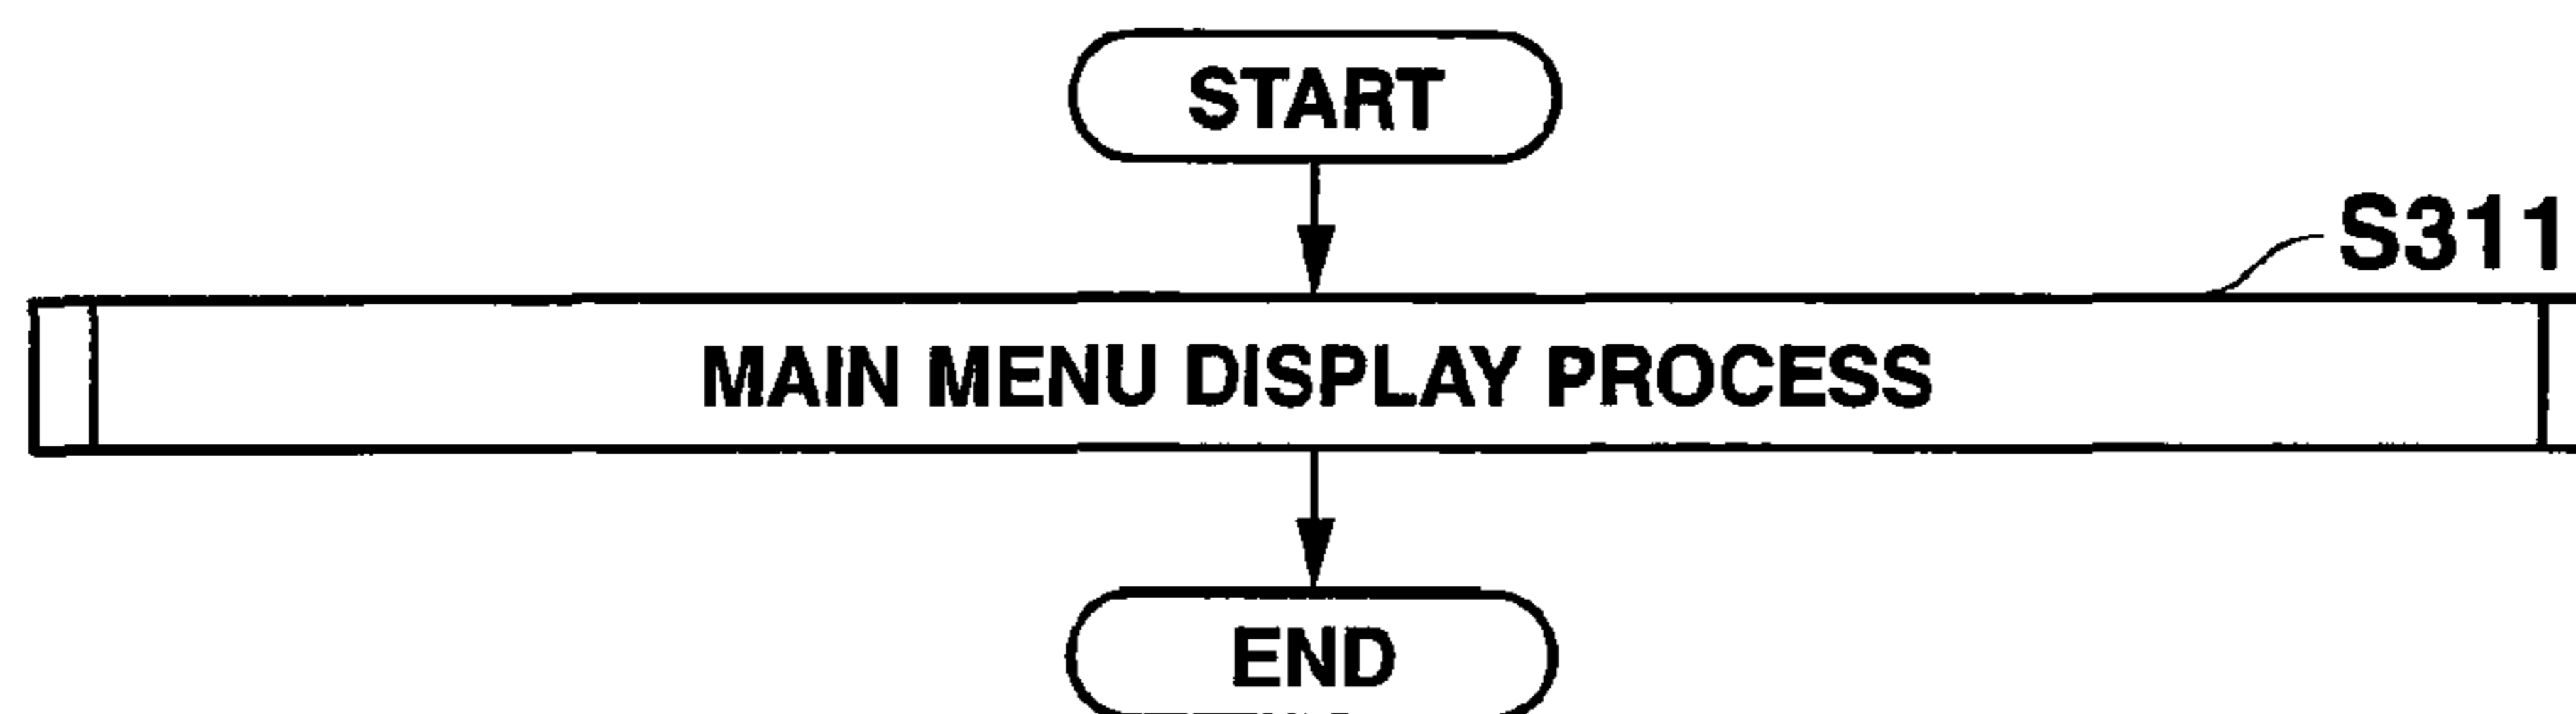 START
S311
MAIN MENU DISPLAY PROCESS
END